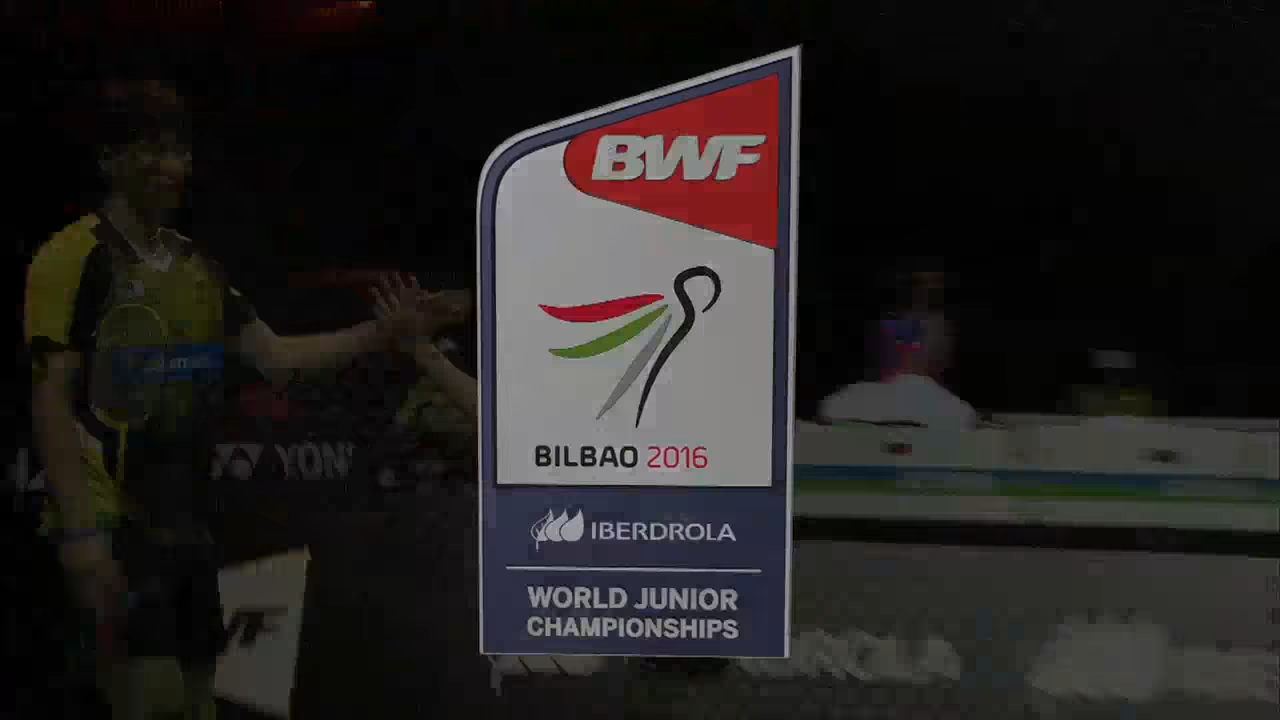 BWF
BILBAO 2016
IBERDROLA
WORLD JUNIOR
CHAMPIONSHIPS